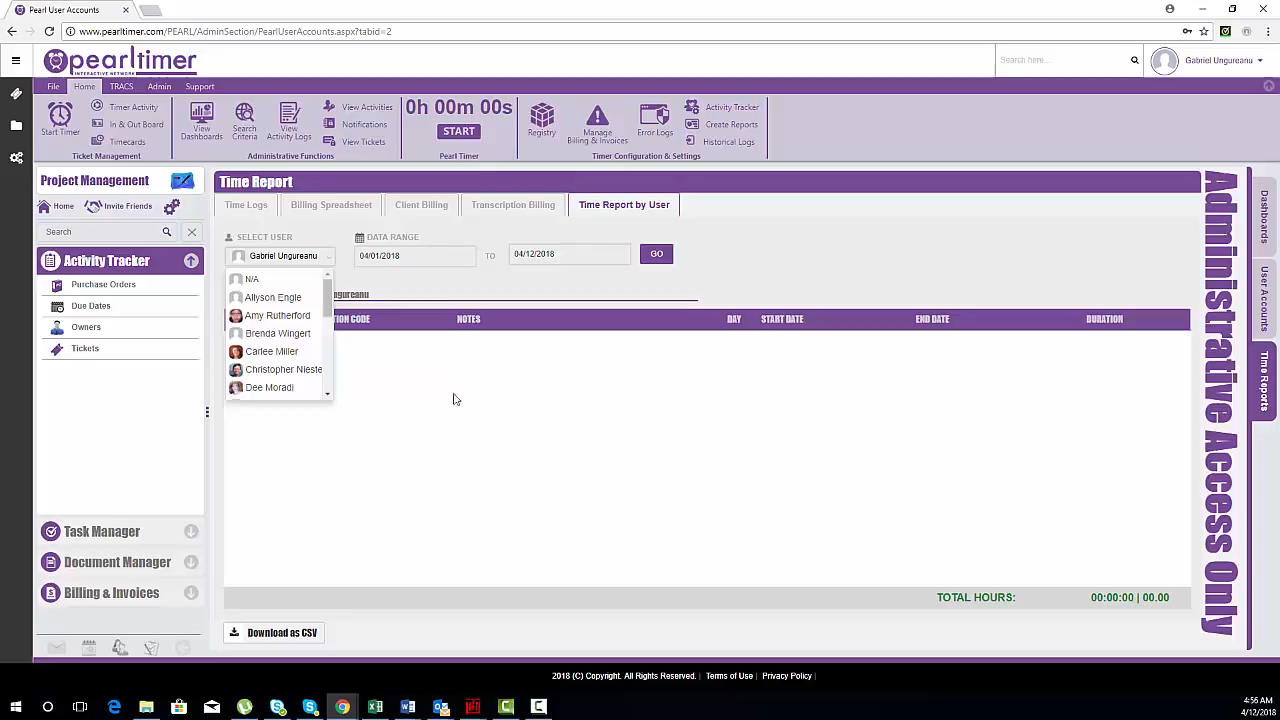 Pearl User Accounts
www.pearltimer.com/PEARL/AdminSection/PearlUserAccounts.aspx?tabid=2
pearltimer
INTERACTIVE NETWORK
Search here...
Gabriel Ungureanu
File Home TRACS Admin Support
Start Timer
Timer Activity
In & Out Board
Timecards
Ticket Management
View Dashboards
Search Criteria
View Activity Logs
View Activities
Notifications
View Tickets
Administrative Functions
0h 00m 00s
START
Pearl Timer
Registry
Manage Billing & Invoices
Error Logs
Activity Tracker
Create Reports
Historical Logs
Timer Configuration & Settings
Project Management
Home Invite Friends
Search
Activity Tracker
Purchase Orders
Due Dates
Owners
Tickets
Task Manager
Document Manager
Billing & Invoices
Time Report
Time Logs Billing Spreadsheet Client Billing Transcription Billing Time Report by User
SELECT USER DATA RANGE
Gabriel Ungureanu 04/01/2018 TO 04/12/2018 GO
N/A
Allyson Engle
Amy Rutherford
Brenda Wingert
Carlee Miller
Christopher Nieste
Dee Moradi
ngureanu
ION CODE NOTES DAY START DATE END DATE DURATION
TOTAL HOURS: 00:00:00 | 00.00
Download as CSV
Administrative Access Only
Dashboards
User Accounts
Time Reports
2018 (C) Copyright. All Rights Reserved. | Terms of Use | Privacy Policy |
4:56 AM
4/12/2018